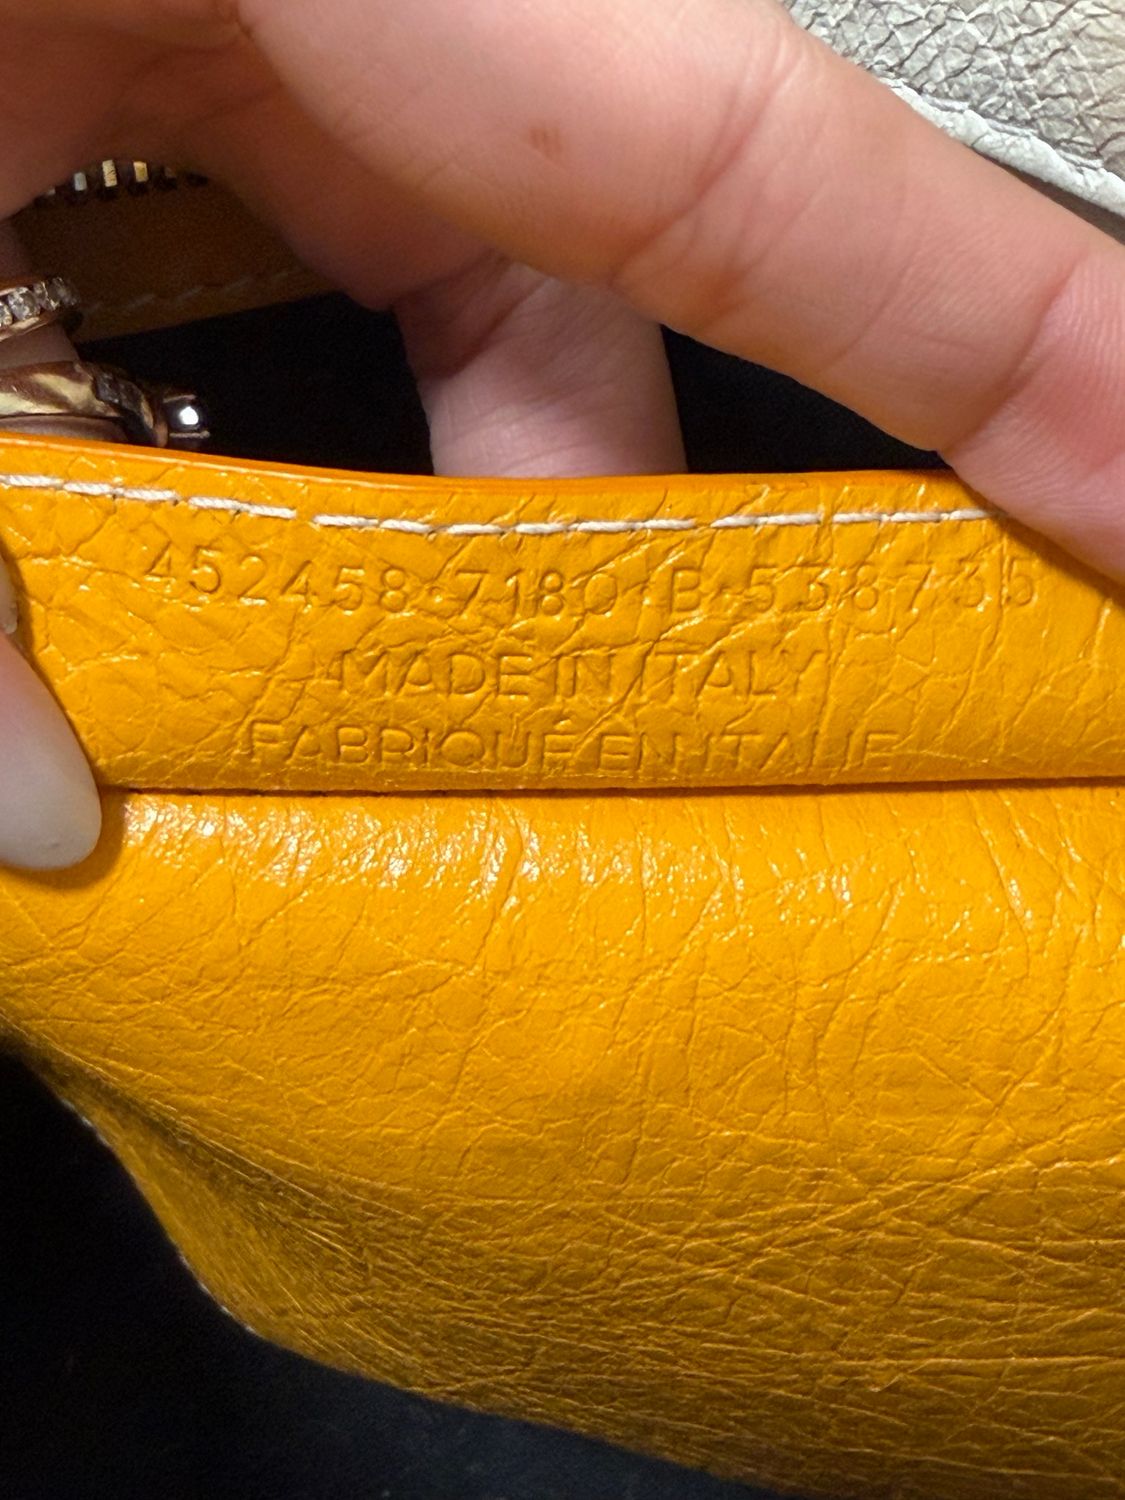 452458·7180·B·538735
MADE IN ITALY
FABRIQUÉ EN ITALIE